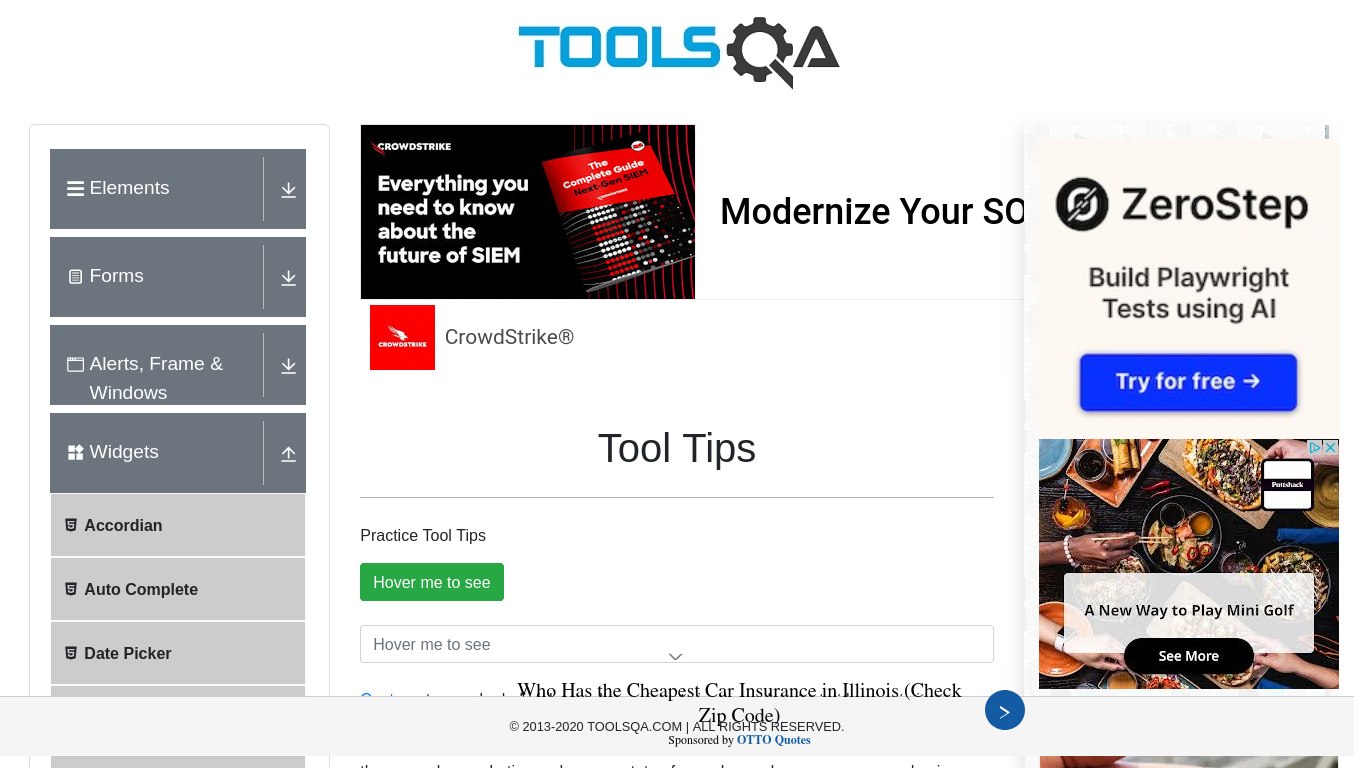 TOOLSQA
Elements
Forms
Alerts, Frame &
Windows
Widgets
Accordian
Auto Complete
Date Picker
CROWDSTRIKE
Everything you
need to know
about the
future of SIEM
The
Complete Guide
Next-Gen SIEM
CROWDSTRIKE
Modernize Your SO
CROWDSTRIKE
CrowdStrike®
Tool Tips
Practice Tool Tips
Hover me to see
Hover me to see
ZeroStep
Build Playwright
Tests using AI
Try for free →
Puttshack
A New Way to Play Mini Golf
See More
Who Has the Cheapest Car Insurance in Illinois (Check
Zip Code)
© 2013-2020 TOOLSQA.COM | ALL RIGHTS RESERVED.
Sponsored by OTTO Quotes